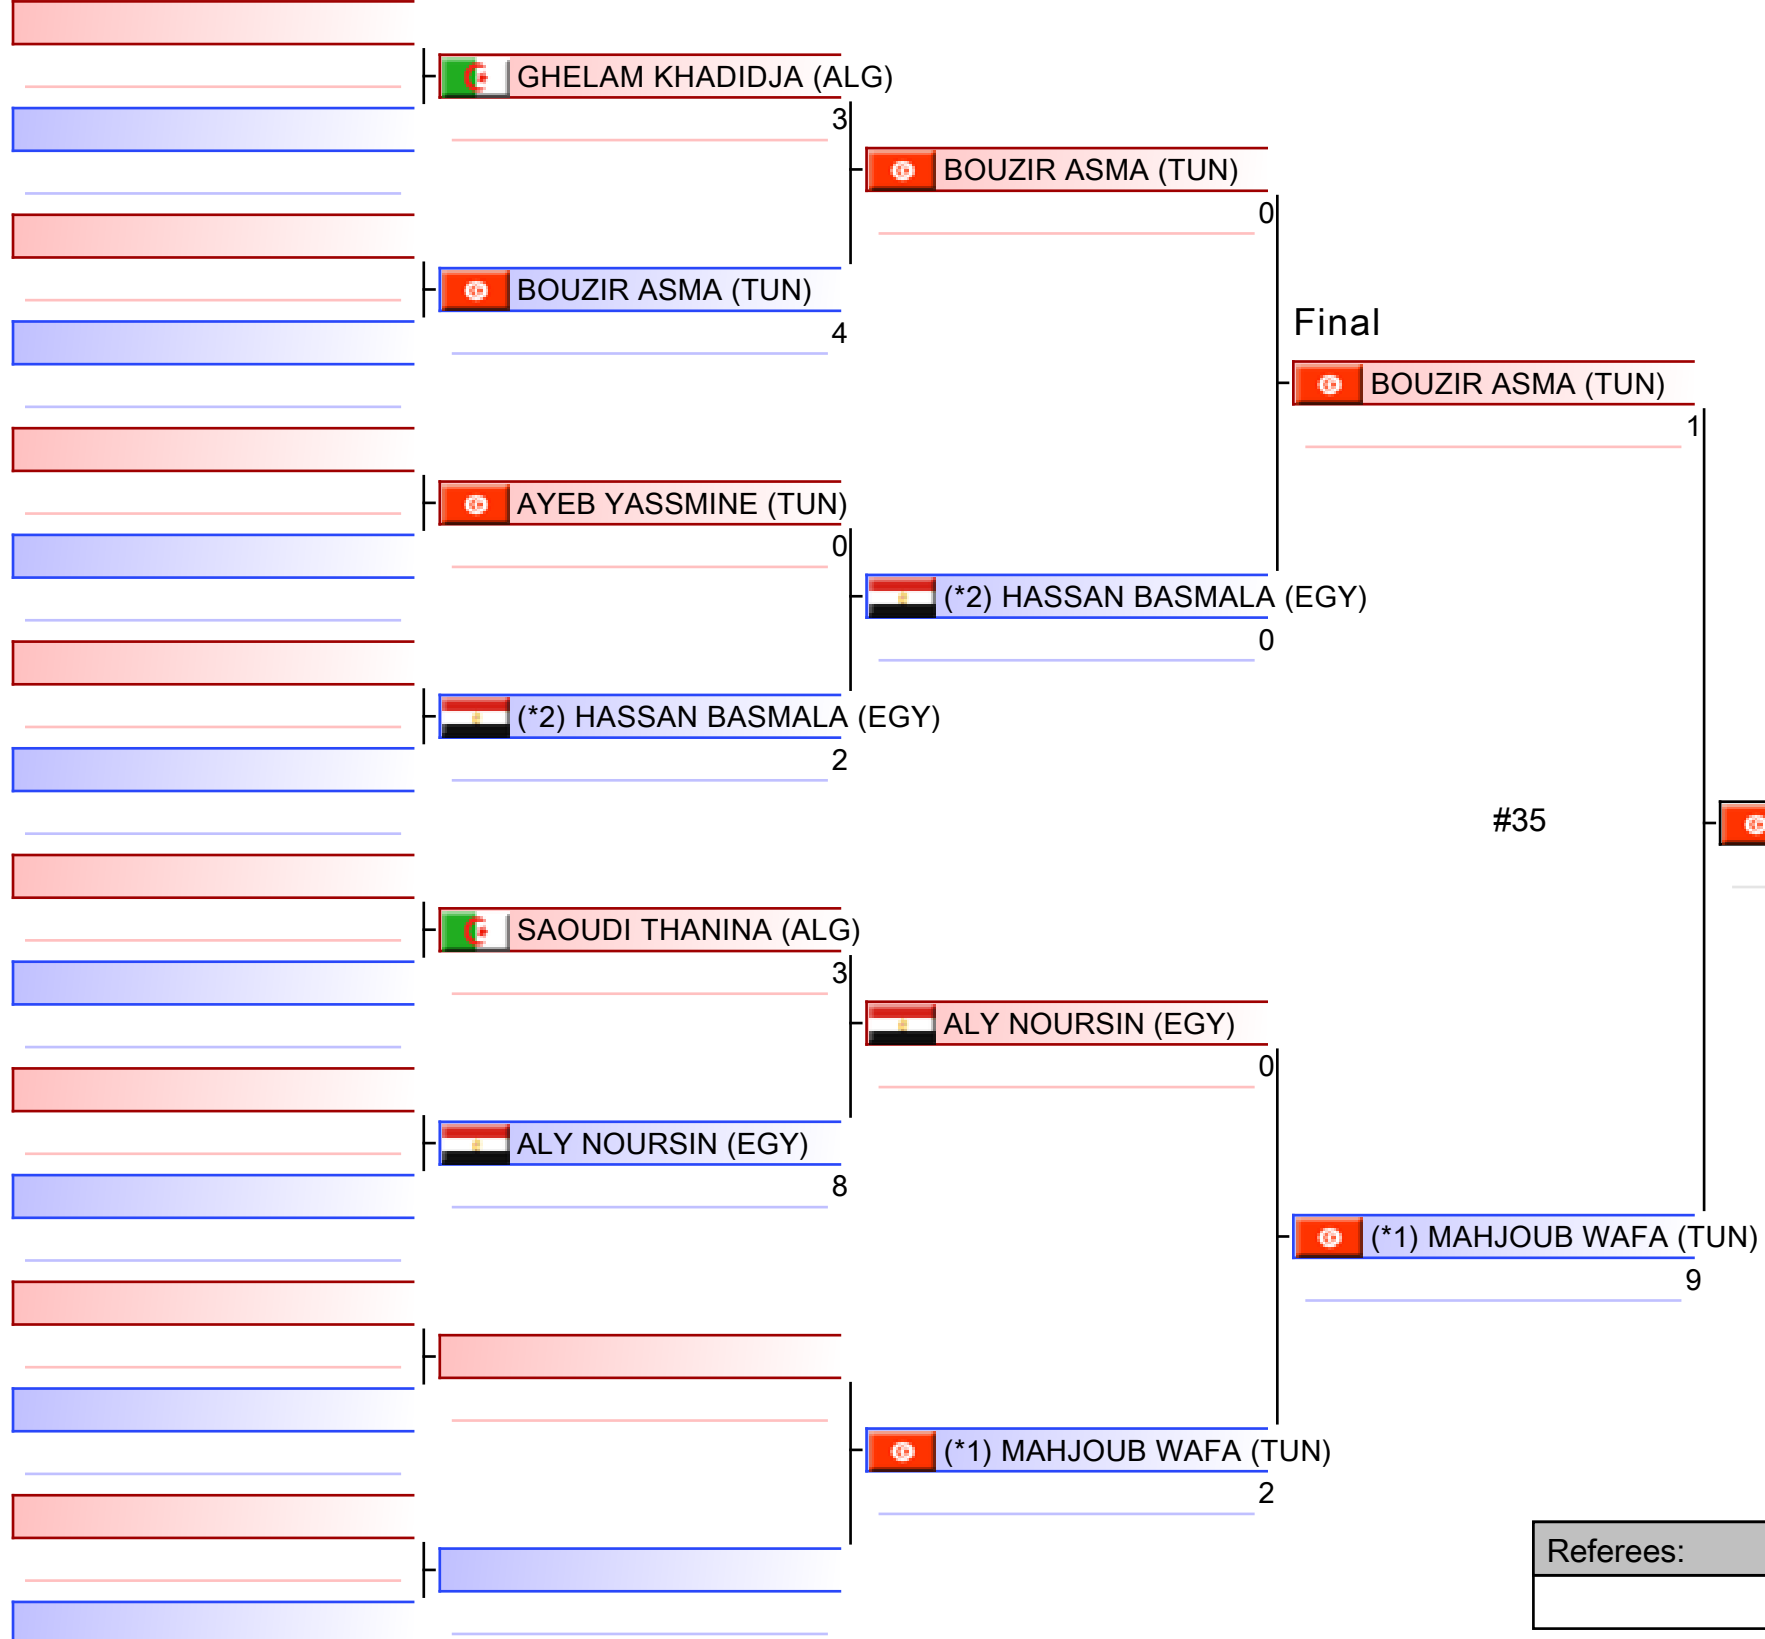 GHELAM KHADIDJA (ALG)
3
BOUZIR ASMA (TUN)
0
BOUZIR ASMA (TUN)
4
Final
BOUZIR ASMA (TUN)
1
AYEB YASSMINE (TUN)
0
(*2) HASSAN BASMALA (EGY)
0
(*2) HASSAN BASMALA (EGY)
2
#35
SAOUDI THANINA (ALG)
3
ALY NOURSIN (EGY)
0
ALY NOURSIN (EGY)
8
(*1) MAHJOUB WAFA (TUN)
9
(*1) MAHJOUB WAFA (TUN)
2
Referees: